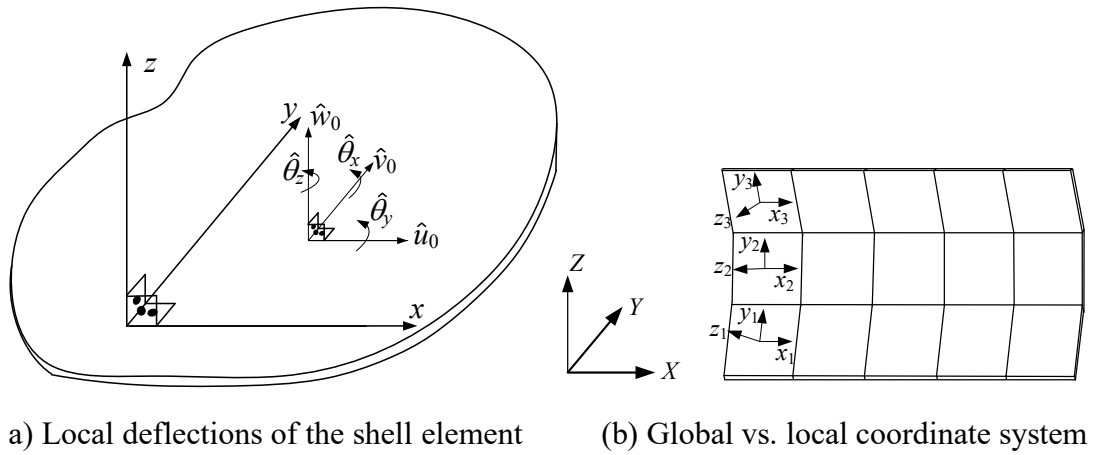 z
y
ŵ₀
θ̂z
θ̂x
v̂₀
θ̂y
û₀
x
Z
Y
X
y₃
z₃
x₃
y₂
z₂
x₂
y₁
z₁
x₁
a) Local deflections of the shell element
(b) Global vs. local coordinate system